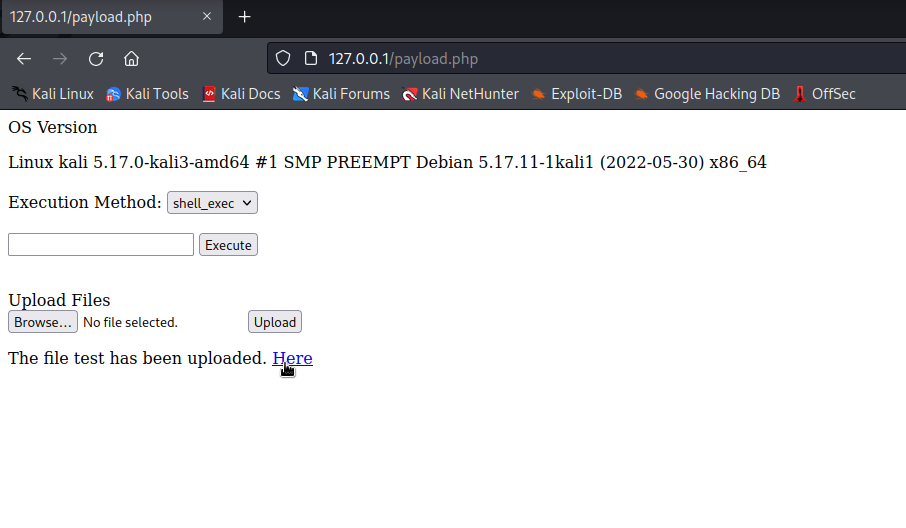 127.0.0.1/payload.php
127.0.0.1/payload.php
Kali Linux Kali Tools Kali Docs Kali Forums Kali NetHunter Exploit-DB Google Hacking DB OffSec
OS Version
Linux kali 5.17.0-kali3-amd64 #1 SMP PREEMPT Debian 5.17.11-1kali1 (2022-05-30) x86_64
Execution Method: shell_exec
Execute
Upload Files
Browse... No file selected. Upload
The file test has been uploaded. Here